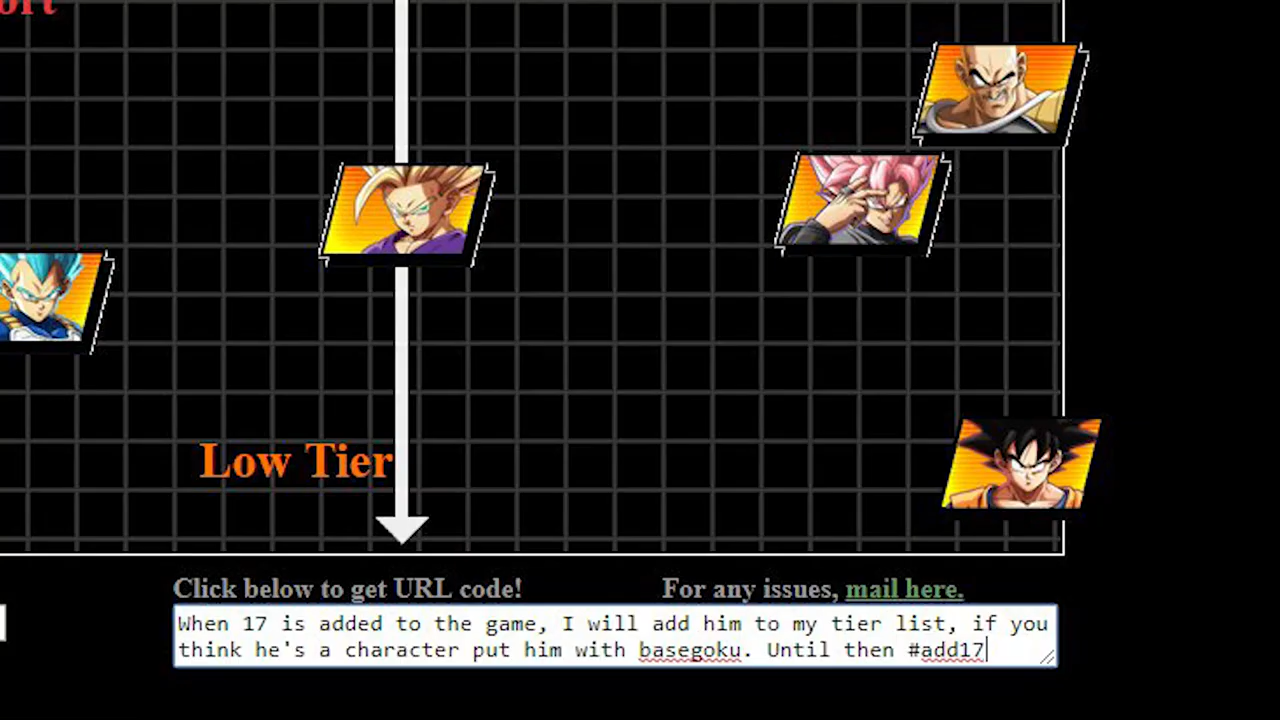 ort
Low Tier
Click below to get URL code!
For any issues, mail here.
When 17 is added to the game, I will add him to my tier list, if you
think he's a character put him with basegoku. Until then #add17